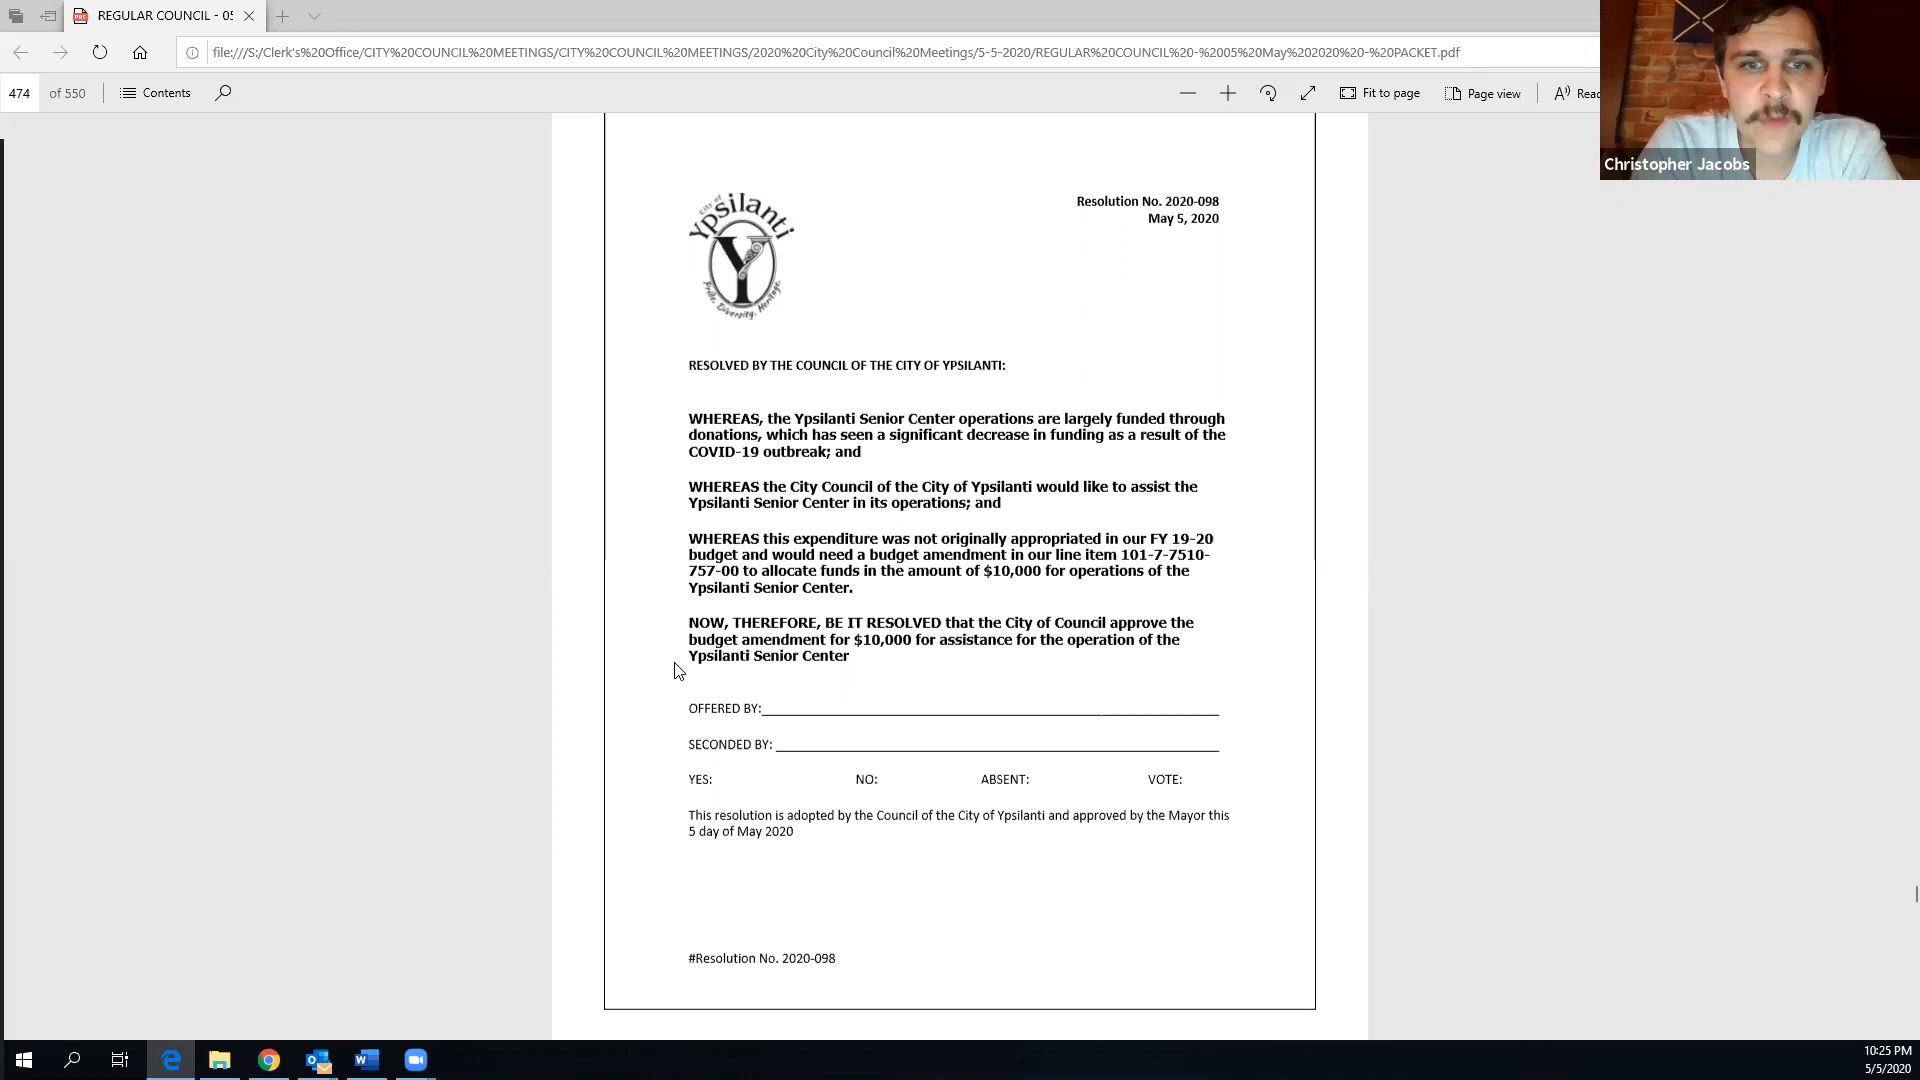 REGULAR COUNCIL - 05
file:///S:/Clerk's%20Office/CITY%20COUNCIL%20MEETINGS/CITY%20COUNCIL%20MEETINGS/2020%20City%20Council%20Meetings/5-5-2020/REGULAR%20COUNCIL%20-%2005%20May%202020%20-%20PACKET.pdf
474 of 550 Contents Fit to page Page view Read
Christopher Jacobs
City of
Ypsilanti
Y
Pride. Diversity. Heritage.
Resolution No. 2020-098
May 5, 2020
RESOLVED BY THE COUNCIL OF THE CITY OF YPSILANTI:
WHEREAS, the Ypsilanti Senior Center operations are largely funded through
donations, which has seen a significant decrease in funding as a result of the
COVID-19 outbreak; and
WHEREAS the City Council of the City of Ypsilanti would like to assist the
Ypsilanti Senior Center in its operations; and
WHEREAS this expenditure was not originally appropriated in our FY 19-20
budget and would need a budget amendment in our line item 101-7-7510-
757-00 to allocate funds in the amount of $10,000 for operations of the
Ypsilanti Senior Center.
NOW, THEREFORE, BE IT RESOLVED that the City of Council approve the
budget amendment for $10,000 for assistance for the operation of the
Ypsilanti Senior Center
OFFERED BY:
SECONDED BY:
YES: NO: ABSENT: VOTE:
This resolution is adopted by the Council of the City of Ypsilanti and approved by the Mayor this
5 day of May 2020
#Resolution No. 2020-098
10:25 PM
5/5/2020